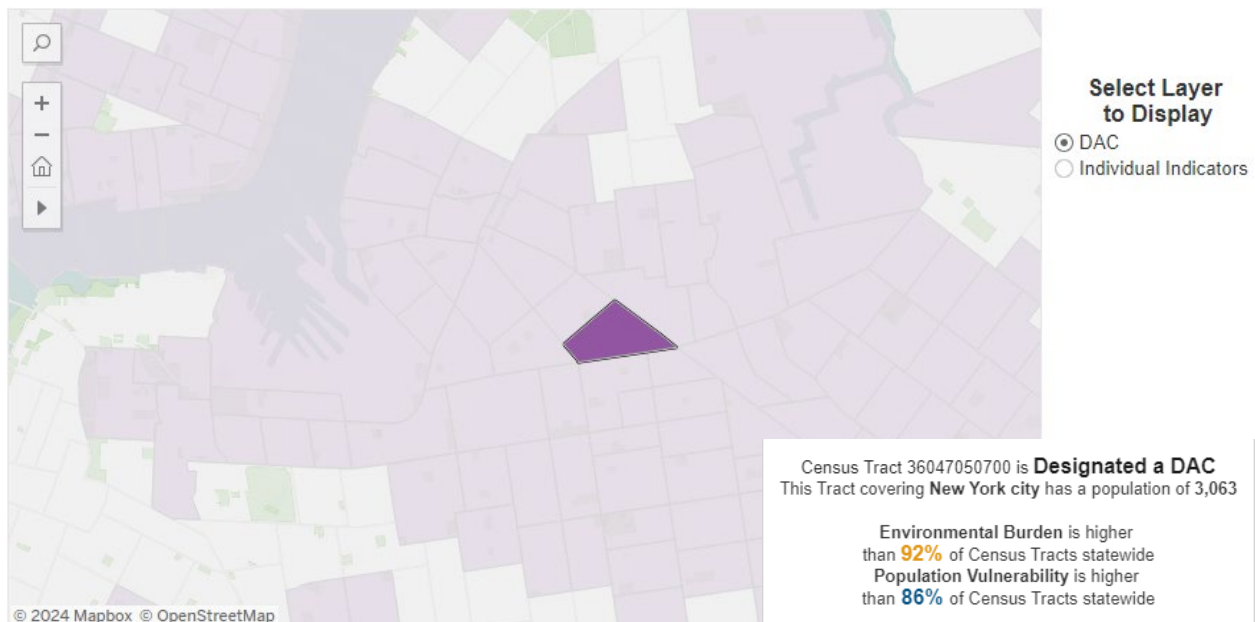 Select Layer
to Display
DAC
Individual Indicators
Census Tract 36047050700 is Designated a DAC
This Tract covering New York city has a population of 3,063
Environmental Burden is higher
than 92% of Census Tracts statewide
Population Vulnerability is higher
than 86% of Census Tracts statewide
© 2024 Mapbox © OpenStreetMap